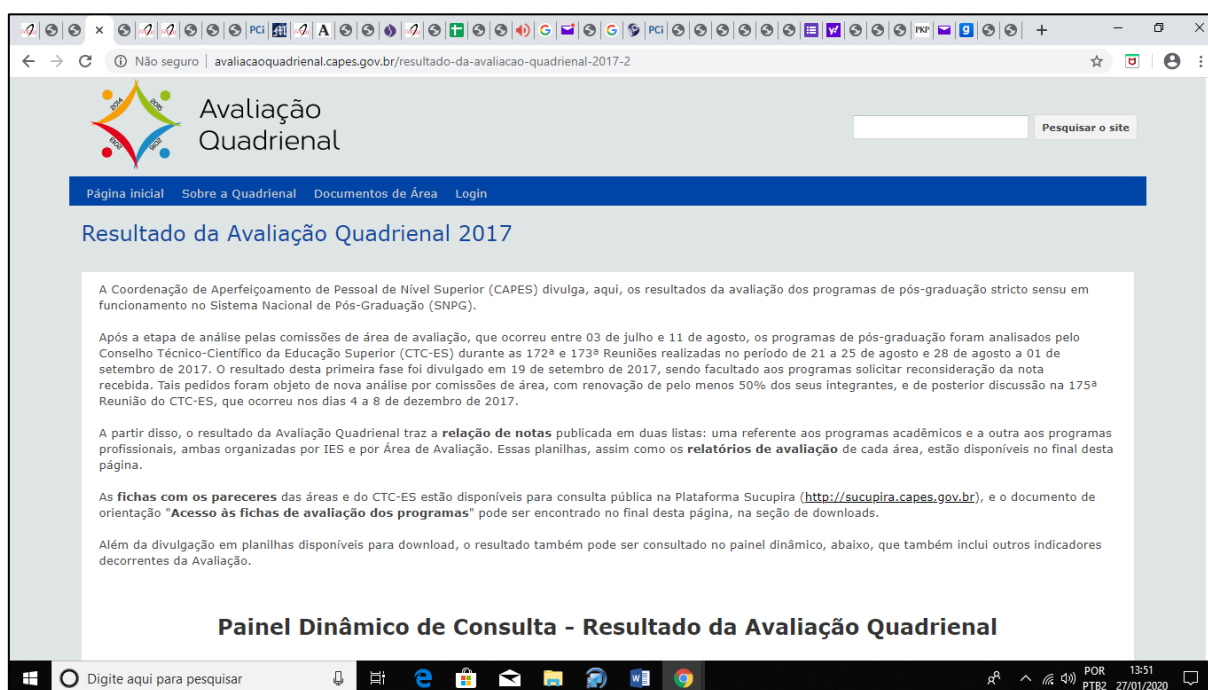 Não seguro | avaliacaoquadrienal.capes.gov.br/resultado-da-avaliacao-quadrienal-2017-2
2014
2015
2013
2016
Avaliação
Quadrienal
Pesquisar o site
Página inicial Sobre a Quadrienal Documentos de Área Login
Resultado da Avaliação Quadrienal 2017
A Coordenação de Aperfeiçoamento de Pessoal de Nível Superior (CAPES) divulga, aqui, os resultados da avaliação dos programas de pós-graduação stricto sensu em
funcionamento no Sistema Nacional de Pós-Graduação (SNPG).
Após a etapa de análise pelas comissões de área de avaliação, que ocorreu entre 03 de julho e 11 de agosto, os programas de pós-graduação foram analisados pelo
Conselho Técnico-Científico da Educação Superior (CTC-ES) durante as 172ª e 173ª Reuniões realizadas no período de 21 a 25 de agosto e 28 de agosto a 01 de
setembro de 2017. O resultado desta primeira fase foi divulgado em 19 de setembro de 2017, sendo facultado aos programas solicitar reconsideração da nota
recebida. Tais pedidos foram objeto de nova análise por comissões de área, com renovação de pelo menos 50% dos seus integrantes, e de posterior discussão na 175ª
Reunião do CTC-ES, que ocorreu nos dias 4 a 8 de dezembro de 2017.
A partir disso, o resultado da Avaliação Quadrienal traz a relação de notas publicada em duas listas: uma referente aos programas acadêmicos e a outra aos programas
profissionais, ambas organizadas por IES e por Área de Avaliação. Essas planilhas, assim como os relatórios de avaliação de cada área, estão disponíveis no final desta
página.
As fichas com os pareceres das áreas e do CTC-ES estão disponíveis para consulta pública na Plataforma Sucupira (http://sucupira.capes.gov.br), e o documento de
orientação "Acesso às fichas de avaliação dos programas" pode ser encontrado no final desta página, na seção de downloads.
Além da divulgação em planilhas disponíveis para download, o resultado também pode ser consultado no painel dinâmico, abaixo, que também inclui outros indicadores
decorrentes da Avaliação.
Painel Dinâmico de Consulta - Resultado da Avaliação Quadrienal
Digite aqui para pesquisar
POR 13:51
PTB2 27/01/2020